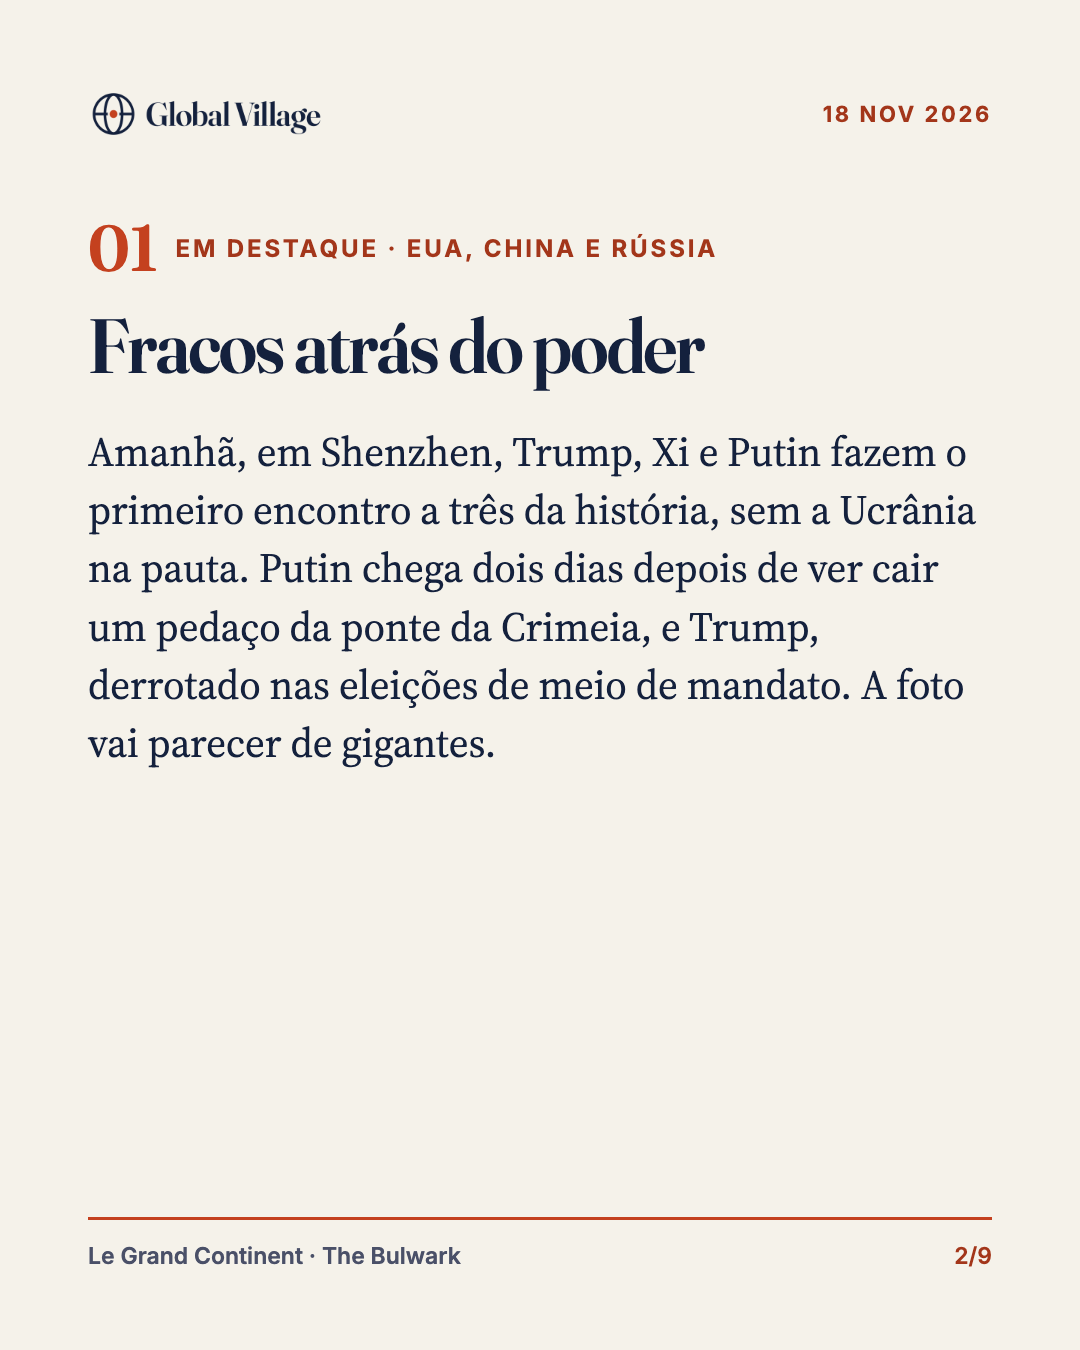 Global Village
18 NOV 2026
01 EM DESTAQUE · EUA, CHINA E RÚSSIA
Fracos atrás do poder
Amanhã, em Shenzhen, Trump, Xi e Putin fazem o
primeiro encontro a três da história, sem a Ucrânia
na pauta. Putin chega dois dias depois de ver cair
um pedaço da ponte da Crimeia, e Trump,
derrotado nas eleições de meio de mandato. A foto
vai parecer de gigantes.
Le Grand Continent · The Bulwark
2/9